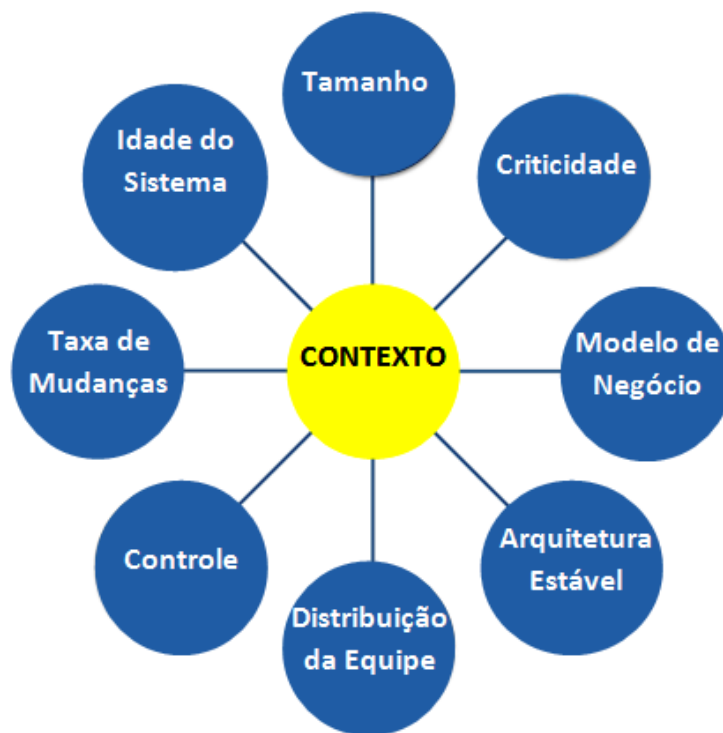 Tamanho
Criticidade
Modelo de
Negócio
Arquitetura
Estável
Distribuição
da Equipe
Controle
Taxa de
Mudanças
Idade do
Sistema
CONTEXTO